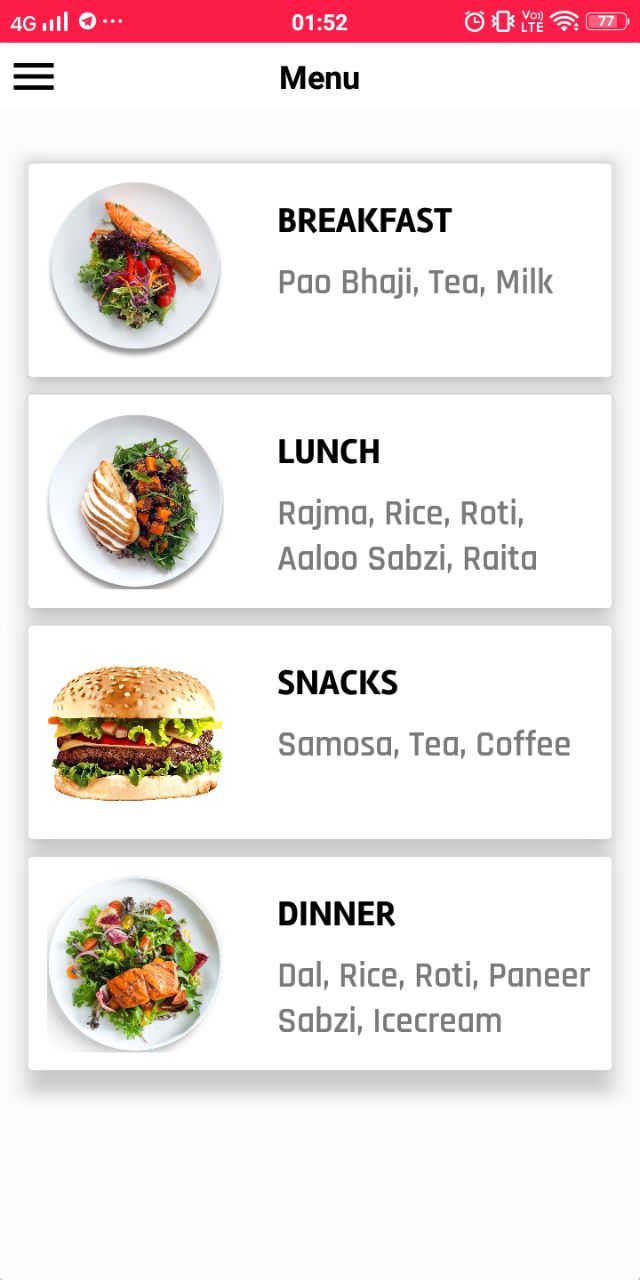 4G 01:52 Vo)) LTE 77
Menu
BREAKFAST
Pao Bhaji, Tea, Milk
LUNCH
Rajma, Rice, Roti,
Aaloo Sabzi, Raita
SNACKS
Samosa, Tea, Coffee
DINNER
Dal, Rice, Roti, Paneer
Sabzi, Icecream